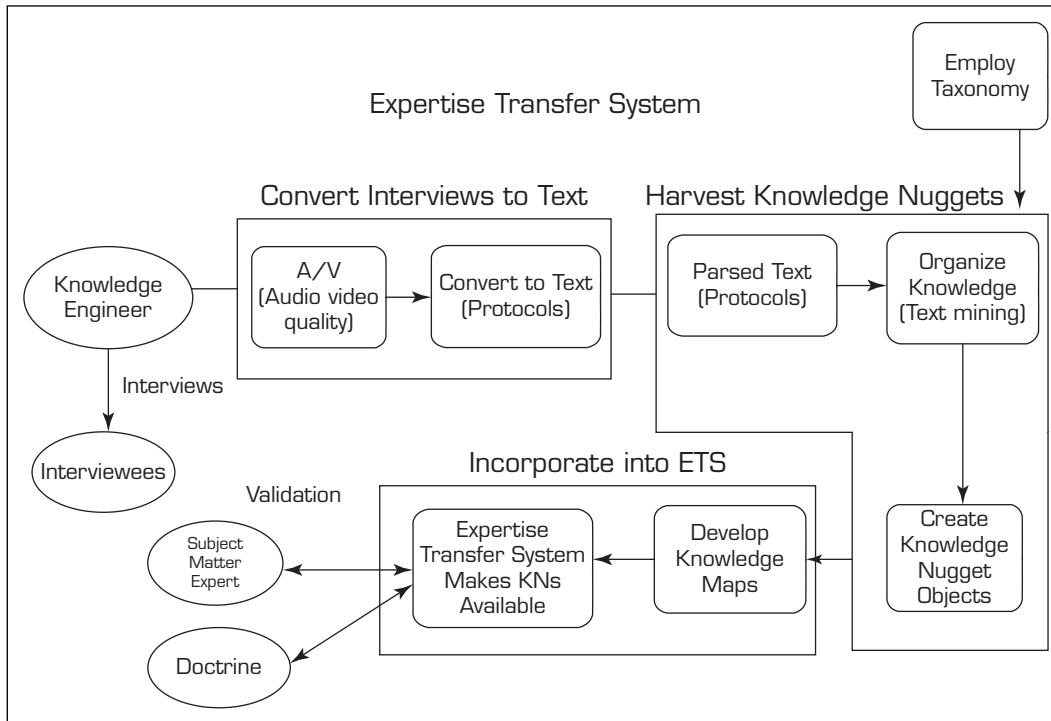 Employ
Taxonomy
Expertise Transfer System
Convert Interviews to Text
Harvest Knowledge Nuggets
Knowledge
Engineer
A/V
(Audio video
quality)
Convert to Text
(Protocols)
Parsed Text
(Protocols)
Organize
Knowledge
(Text mining)
Interviews
Interviewees
Incorporate into ETS
Validation
Subject
Matter
Expert
Expertise
Transfer System
Makes KNs
Available
Develop
Knowledge
Maps
Create
Knowledge
Nugget
Objects
Doctrine